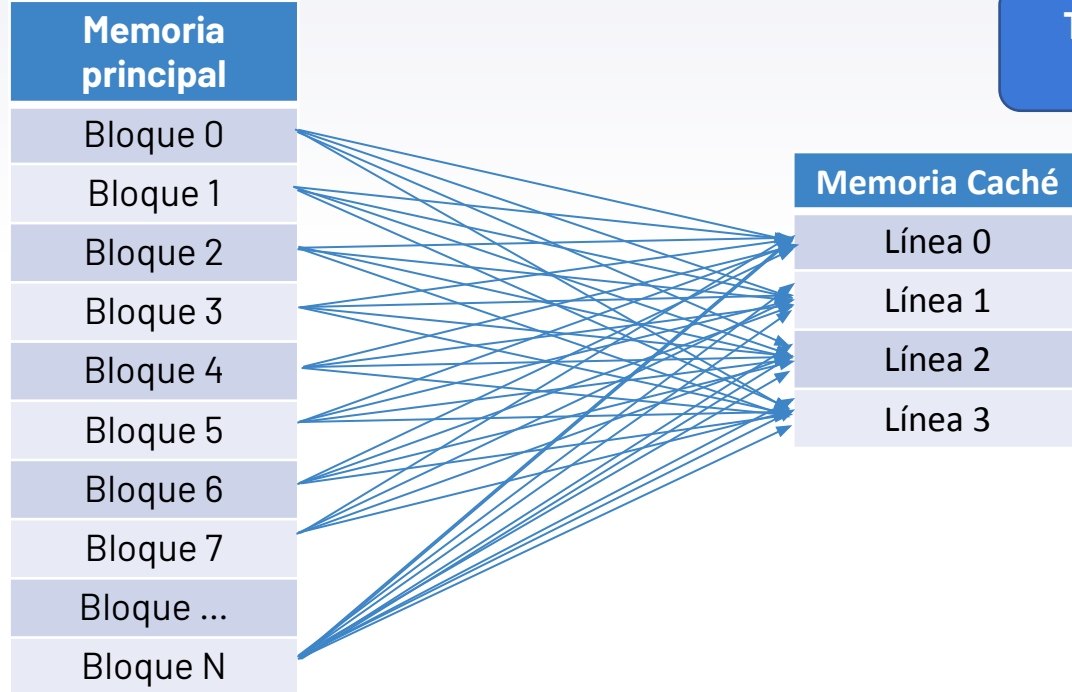 Memoria
principal
Bloque 0
Bloque 1
Bloque 2
Bloque 3
Bloque 4
Bloque 5
Bloque 6
Bloque 7
Bloque ...
Bloque N
T
Memoria Caché
Línea 0
Línea 1
Línea 2
Línea 3